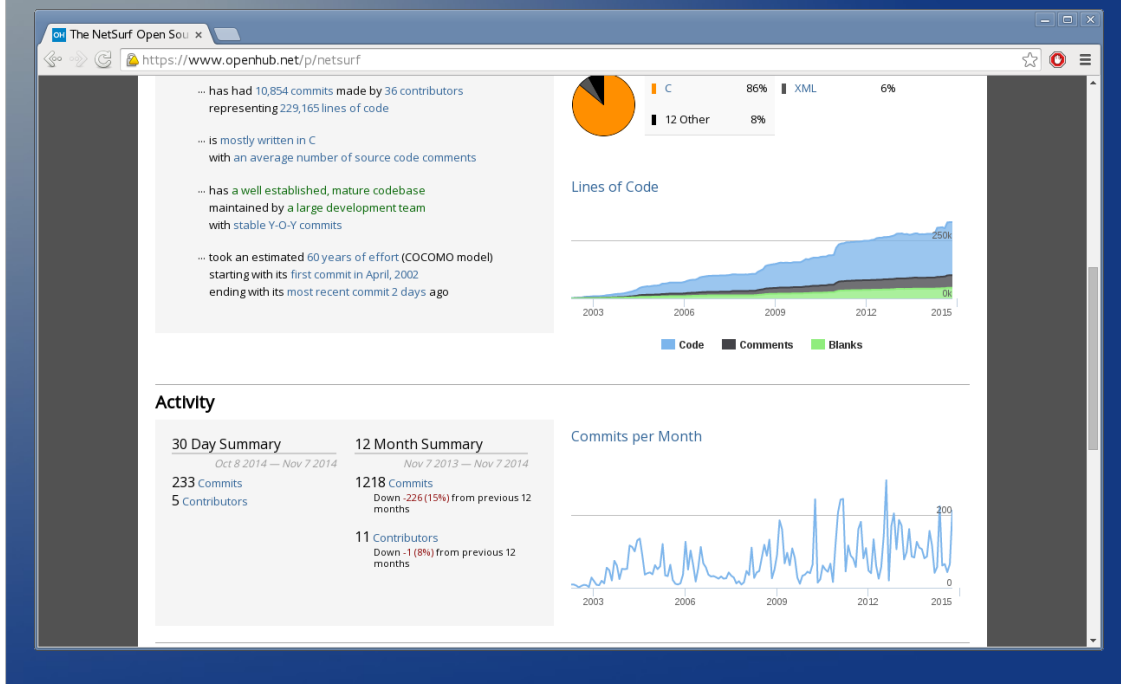 OH The NetSurf Open Sou
https://www.openhub.net/p/netsurf
... has had 10,854 commits made by 36 contributors
representing 229,165 lines of code
... is mostly written in C
with an average number of source code comments
... has a well established, mature codebase
maintained by a large development team
with stable Y-O-Y commits
... took an estimated 60 years of effort (COCOMO model)
starting with its first commit in April, 2002
ending with its most recent commit 2 days ago
C 86% XML 6%
12 Other 8%
Lines of Code
250k
0k
2003 2006 2009 2012 2015
Code Comments Blanks
Activity
30 Day Summary
Oct 8 2014 — Nov 7 2014
233 Commits
5 Contributors
12 Month Summary
Nov 7 2013 — Nov 7 2014
1218 Commits
Down -226 (15%) from previous 12
months
11 Contributors
Down -1 (8%) from previous 12
months
Commits per Month
200
0
2003 2006 2009 2012 2015